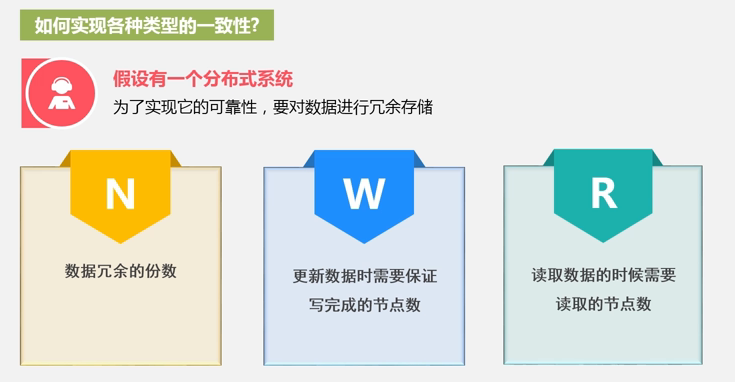 如何实现各种类型的一致性?
假设有一个分布式系统
为了实现它的可靠性，要对数据进行冗余存储
N
数据冗余的份数
W
更新数据时需要保证
写完成的节点数
R
读取数据的时候需要
读取的节点数